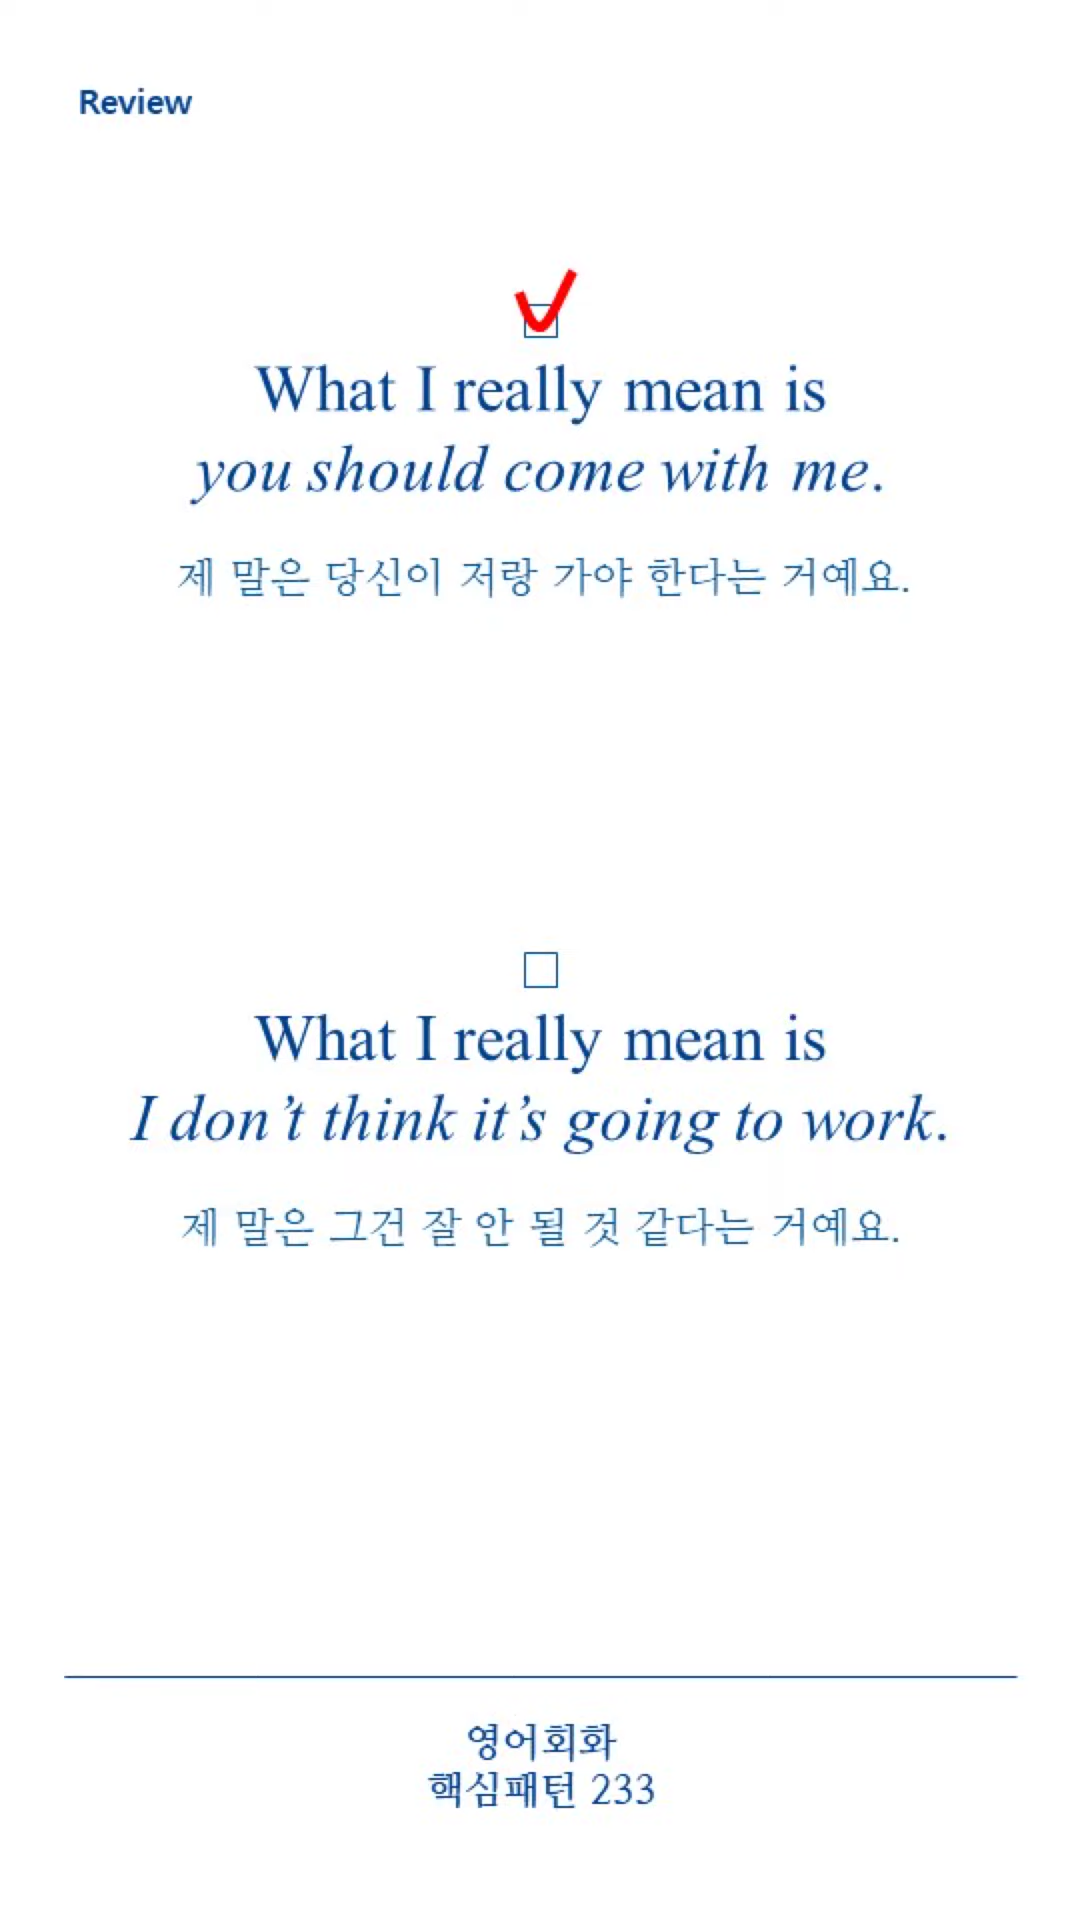 Review
What I really mean is
you should come with me.
제 말은 당신이 저랑 가야 한다는 거예요.
What I really mean is
I don’t think it’s going to work.
제 말은 그건 잘 안 될 것 같다는 거예요.
영어회화
핵심패턴 233